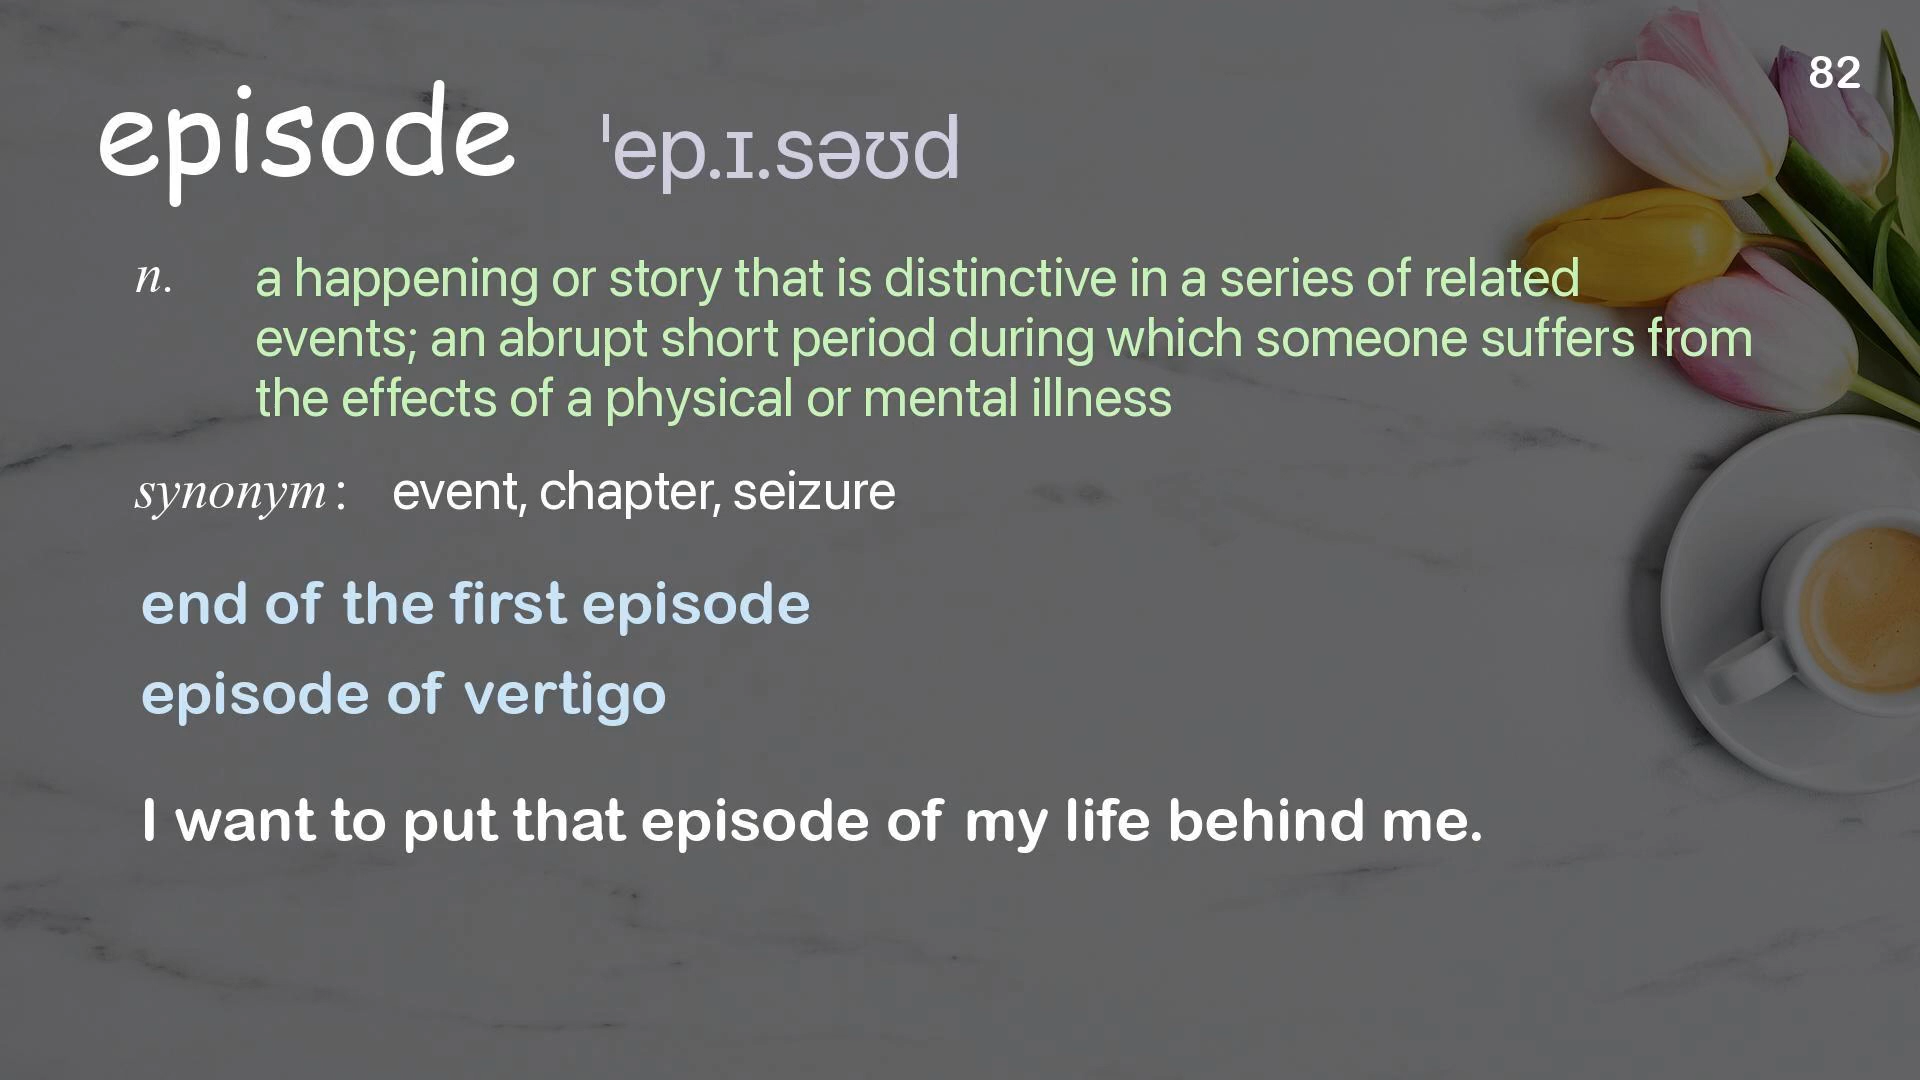 82
episode ˈep.ɪ.səʊd
n. a happening or story that is distinctive in a series of related
events; an abrupt short period during which someone suffers from
the effects of a physical or mental illness
synonym: event, chapter, seizure
end of the first episode
episode of vertigo
I want to put that episode of my life behind me.